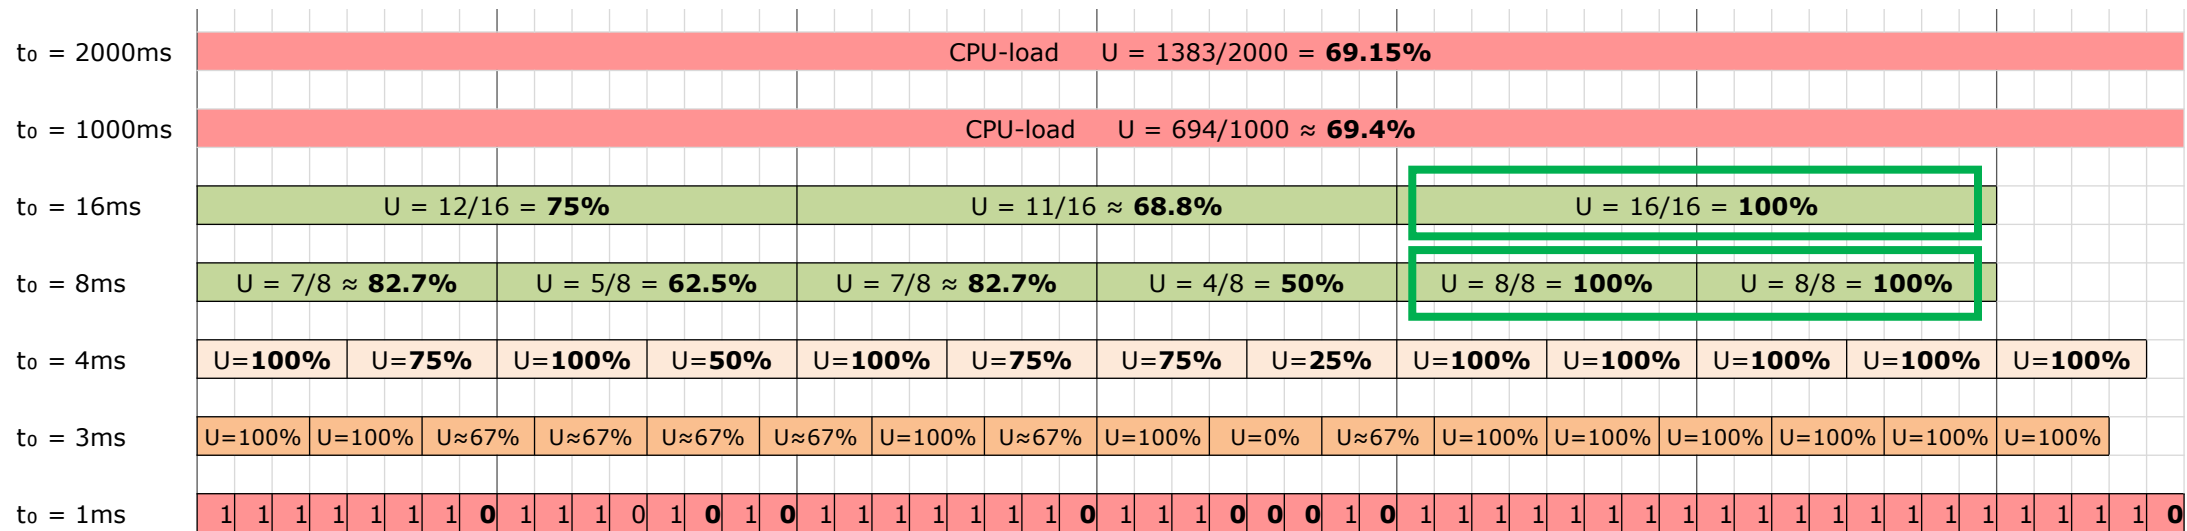 t₀ = 2000ms CPU-load U = 1383/2000 = 69.15%
t₀ = 1000ms CPU-load U = 694/1000 ≈ 69.4%
t₀ = 16ms U = 12/16 = 75% U = 11/16 ≈ 68.8% U = 16/16 = 100%
t₀ = 8ms U = 7/8 ≈ 82.7% U = 5/8 = 62.5% U = 7/8 ≈ 82.7% U = 4/8 = 50% U = 8/8 = 100% U = 8/8 = 100%
t₀ = 4ms U=100% U=75% U=100% U=50% U=100% U=75% U=75% U=25% U=100% U=100% U=100% U=100% U=100%
t₀ = 3ms U=100% U=100% U≈67% U≈67% U≈67% U≈67% U=100% U≈67% U=100% U=0% U≈67% U=100% U=100% U=100% U=100% U=100% U=100%
t₀ = 1ms 1 1 1 1 1 1 1 0 1 1 1 0 1 0 1 0 1 1 1 1 1 1 1 0 1 1 1 0 0 0 1 0 1 1 1 1 1 1 1 1 1 1 1 1 1 1 1 1 1 1 1 1 0